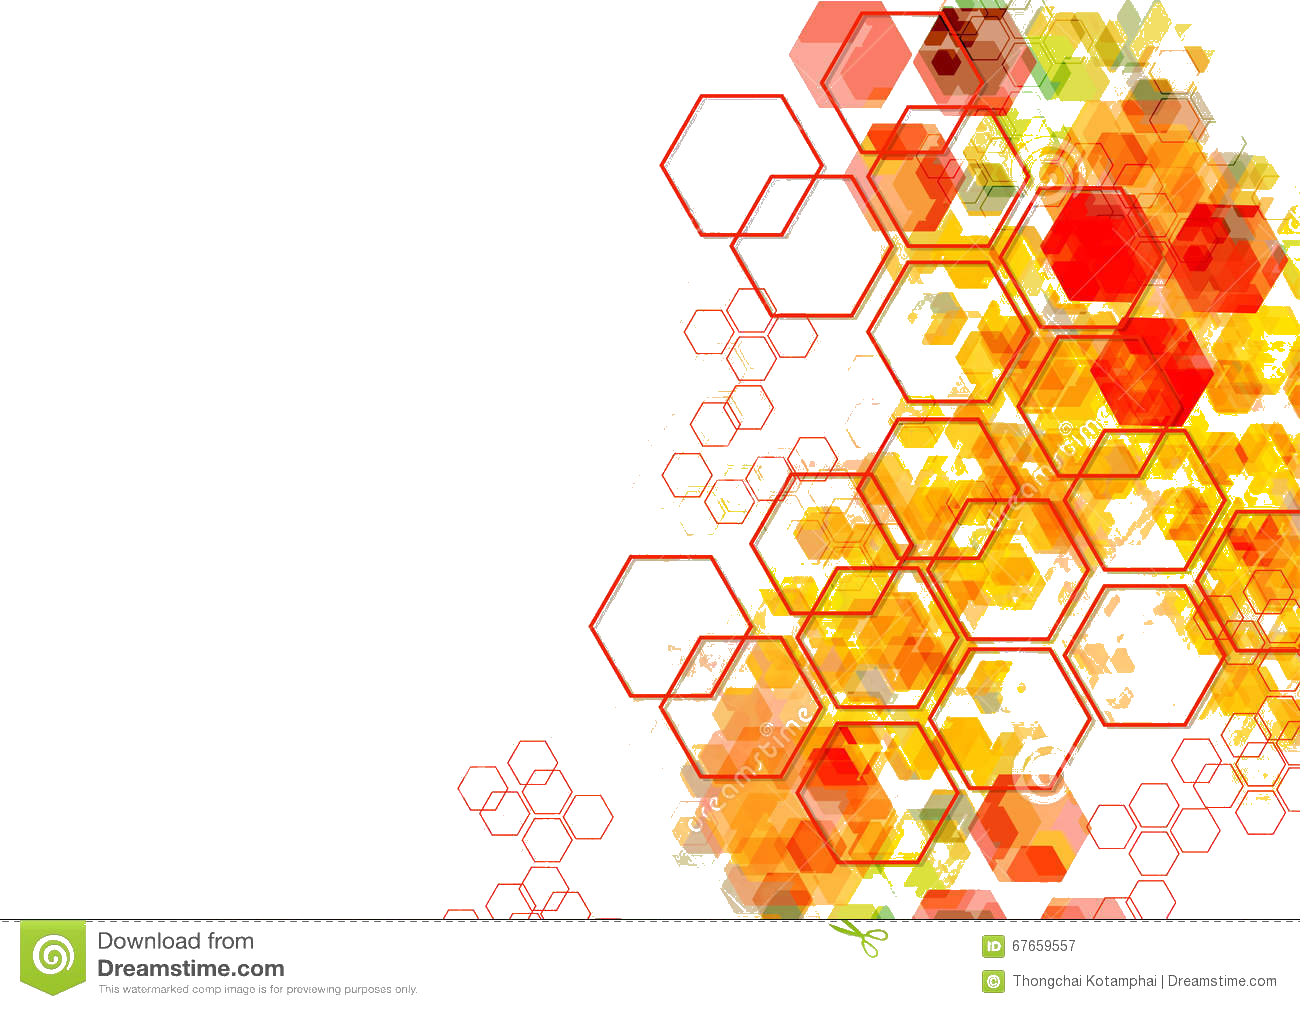 dreamstime
dreamstime
Download from
Dreamstime.com
This watermarked comp image is for previewing purposes only.
ID 67659557
© Thongchai Kotamphai | Dreamstime.com